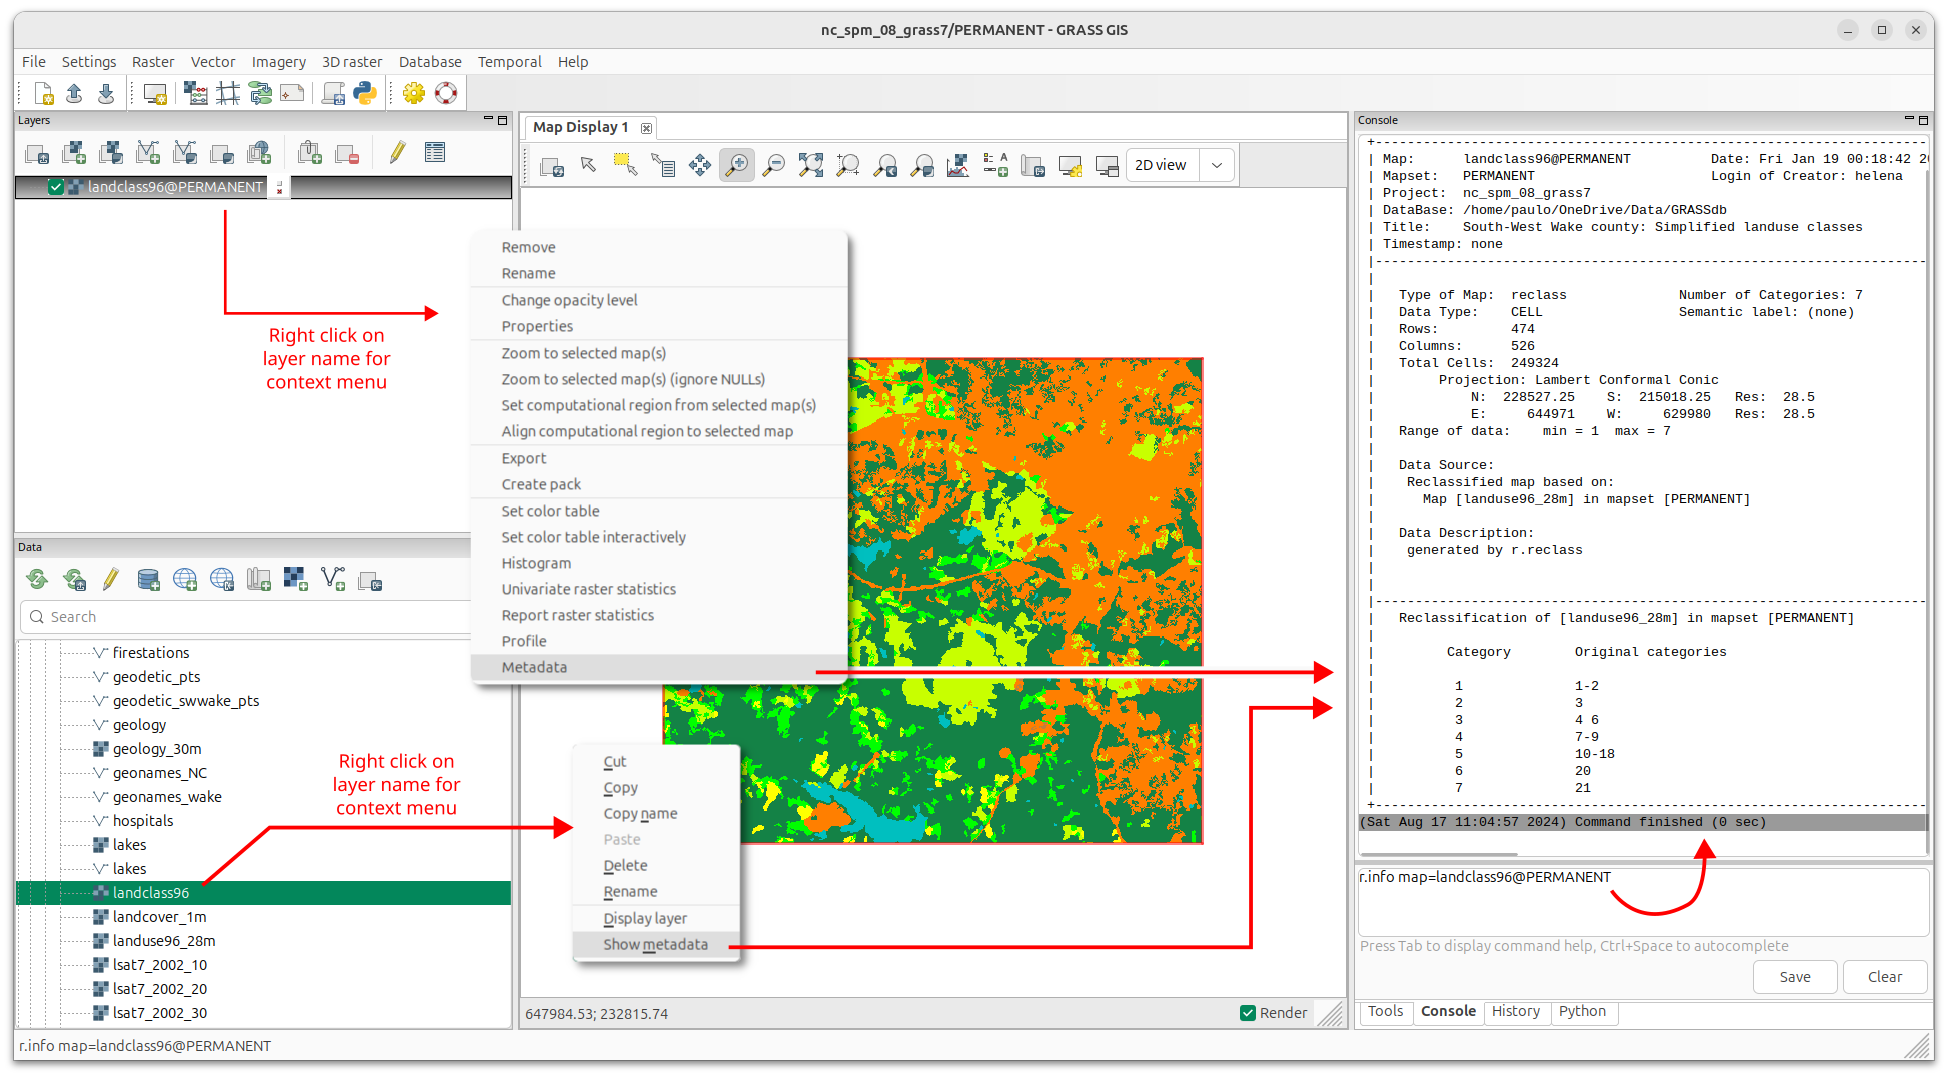 nc_spm_08_grass7/PERMANENT - GRASS GIS
File Settings Raster Vector Imagery 3D raster Database Temporal Help
Layers
landclass96@PERMANENT
Right click on
layer name for
context menu
Data
Search
firestations
geodetic_pts
geodetic_swwake_pts
geology
geology_30m
geonames_NC
geonames_wake
hospitals
lakes
lakes
landclass96
landcover_1m
landuse96_28m
lsat7_2002_10
lsat7_2002_20
lsat7_2002_30
Right click on
layer name for
context menu
Map Display 1
2D view
Remove
Rename
Change opacity level
Properties
Zoom to selected map(s)
Zoom to selected map(s) (ignore NULLs)
Set computational region from selected map(s)
Align computational region to selected map
Export
Create pack
Set color table
Set color table interactively
Histogram
Univariate raster statistics
Report raster statistics
Profile
Metadata
Cut
Copy
Copy name
Paste
Delete
Rename
Display layer
Show metadata
647984.53; 232815.74
Render
Console
Map: landclass96@PERMANENT Date: Fri Jan 19 00:18:42 20
Mapset: PERMANENT Login of Creator: helena
Project: nc_spm_08_grass7
DataBase: /home/paulo/OneDrive/Data/GRASSdb
Title: South-West Wake county: Simplified landuse classes
Timestamp: none
Type of Map: reclass Number of Categories: 7
Data Type: CELL Semantic label: (none)
Rows: 474
Columns: 526
Total Cells: 249324
Projection: Lambert Conformal Conic
N: 228527.25 S: 215018.25 Res: 28.5
E: 644971 W: 629980 Res: 28.5
Range of data: min = 1 max = 7
Data Source:
Reclassified map based on:
Map [landuse96_28m] in mapset [PERMANENT]
Data Description:
generated by r.reclass
Reclassification of [landuse96_28m] in mapset [PERMANENT]
Category Original categories
1 1-2
2 3
3 4 6
4 7-9
5 10-18
6 20
7 21
(Sat Aug 17 11:04:57 2024) Command finished (0 sec)
r.info map=landclass96@PERMANENT
Press Tab to display command help, Ctrl+Space to autocomplete
Save Clear
Tools Console History Python
r.info map=landclass96@PERMANENT